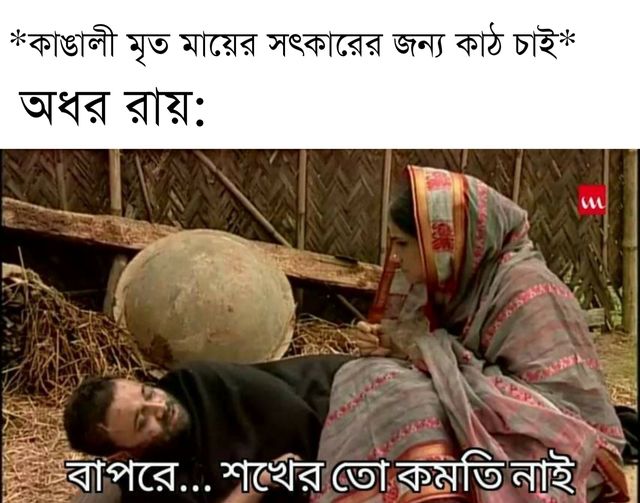 *কাঙালী মৃত মায়ের সৎকারের জন্য কাঠ চাই*
অধর রায়:
বাপরে... শখের তো কমতি নাই